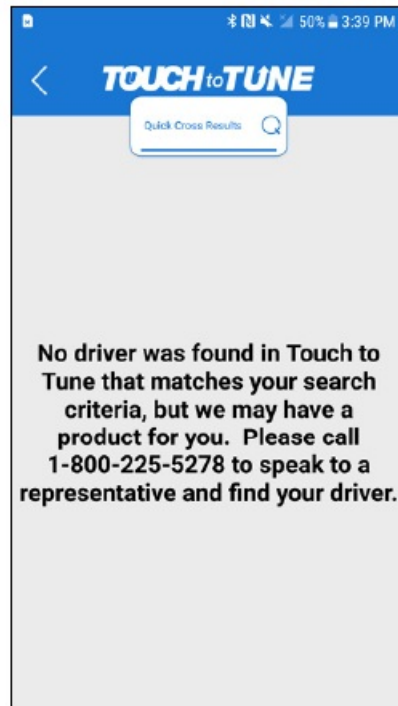 50% 3:39 PM
TOUCH to TUNE
Quick Cross Results
No driver was found in Touch to
Tune that matches your search
criteria, but we may have a
product for you. Please call
1-800-225-5278 to speak to a
representative and find your driver.